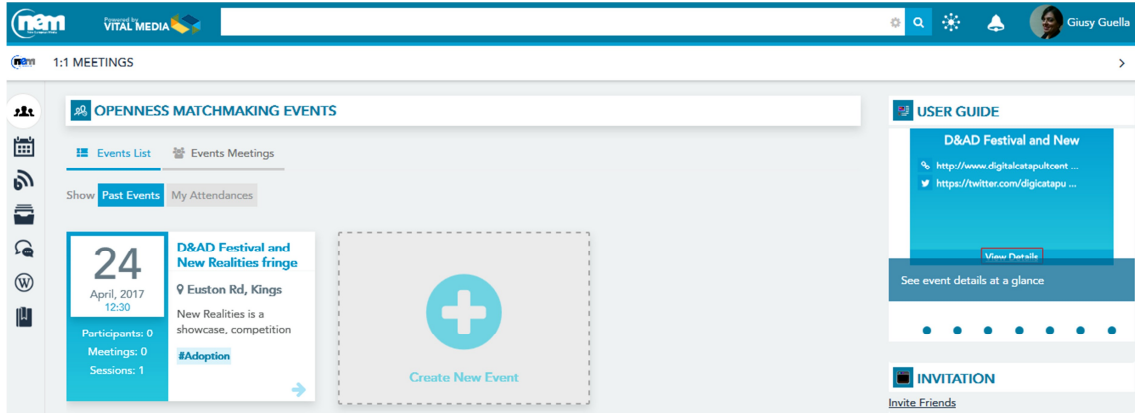 nem
Powered by
VITAL MEDIA
Giusy Guella
nem
1:1 MEETINGS
OPENNESS MATCHMAKING EVENTS
Events List
Events Meetings
Show
Past Events
My Attendances
24
April, 2017
12:30
Participants: 0
Meetings: 0
Sessions: 1
D&AD Festival and
New Realities fringe
Euston Rd, Kings
New Realities is a
showcase, competition
#Adoption
Create New Event
USER GUIDE
D&AD Festival and New
http://www.digitalcatapultcent ...
https://twitter.com/digicatapu ...
View Details
See event details at a glance
INVITATION
Invite Friends